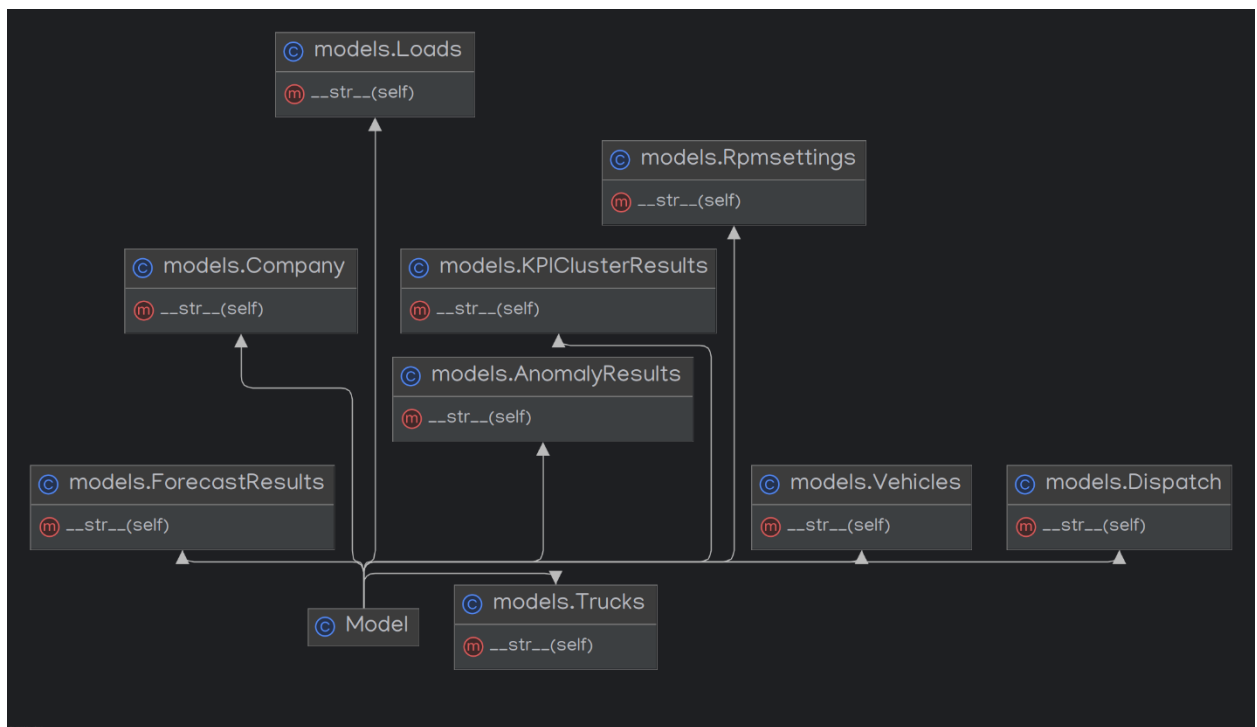 models.Loads
__str__(self)
models.Rpmsettings
__str__(self)
models.Company
__str__(self)
models.KPIClusterResults
__str__(self)
models.AnomalyResults
__str__(self)
models.ForecastResults
__str__(self)
models.Vehicles
__str__(self)
models.Dispatch
__str__(self)
models.Trucks
__str__(self)
Model